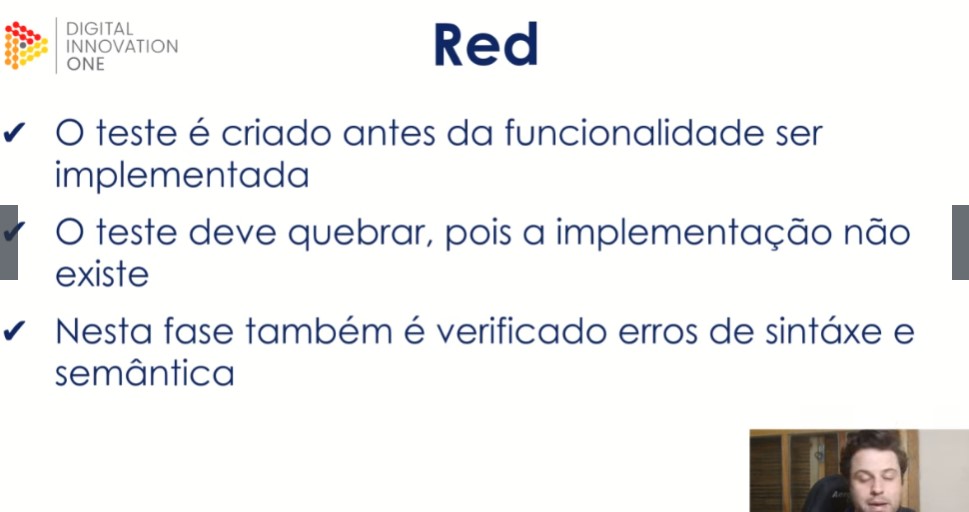 DIGITAL
INNOVATION
ONE
Red
✔ O teste é criado antes da funcionalidade ser
implementada
✔ O teste deve quebrar, pois a implementação não
existe
✔ Nesta fase também é verificado erros de sintáxe e
semântica